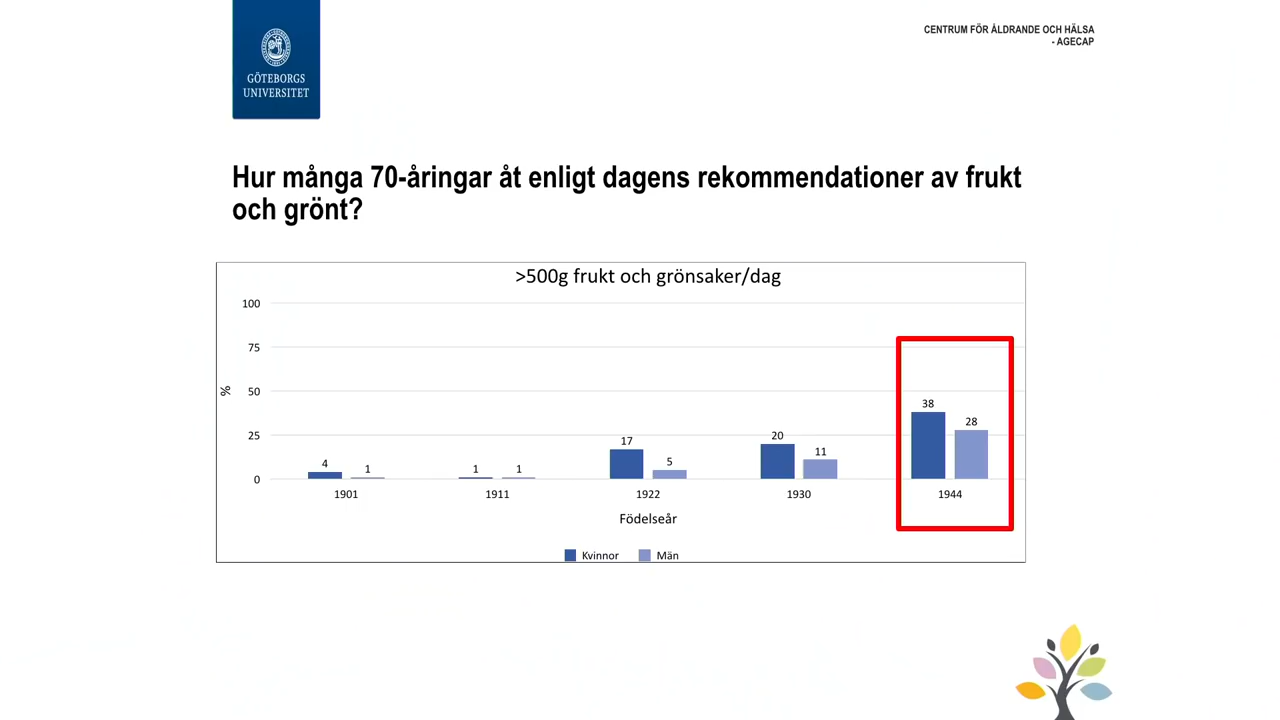 GÖTEBORGS
UNIVERSITET
CENTRUM FÖR ÅLDRANDE OCH HÄLSA
- AGECAP
Hur många 70-åringar åt enligt dagens rekommendationer av frukt
och grönt?
>500g frukt och grönsaker/dag
100
75
50
25
0
%
4
1
1
1
17
5
20
11
38
28
1901
1911
1922
1930
1944
Födelseår
Kvinnor
Män